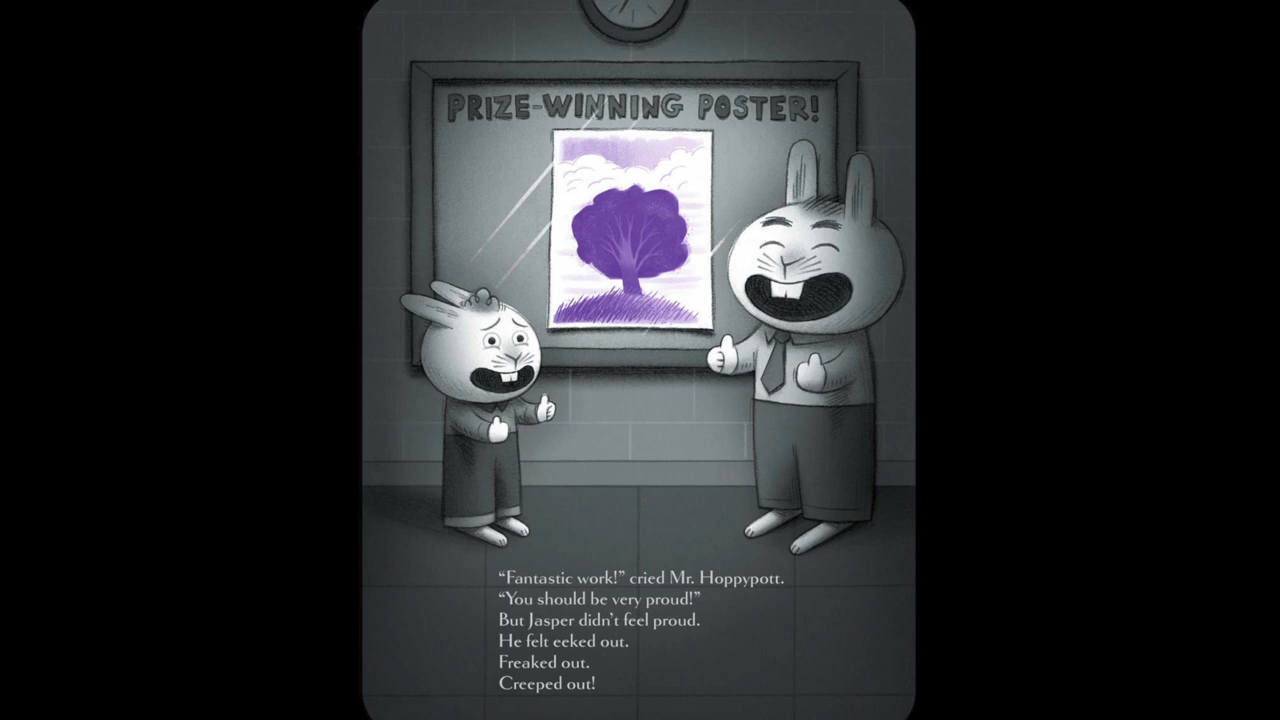 PRIZE-WINNING POSTER!
“Fantastic work!” cried Mr. Hoppypott.
“You should be very proud!”
But Jasper didn’t feel proud.
He felt eeked out.
Freaked out.
Creeped out!